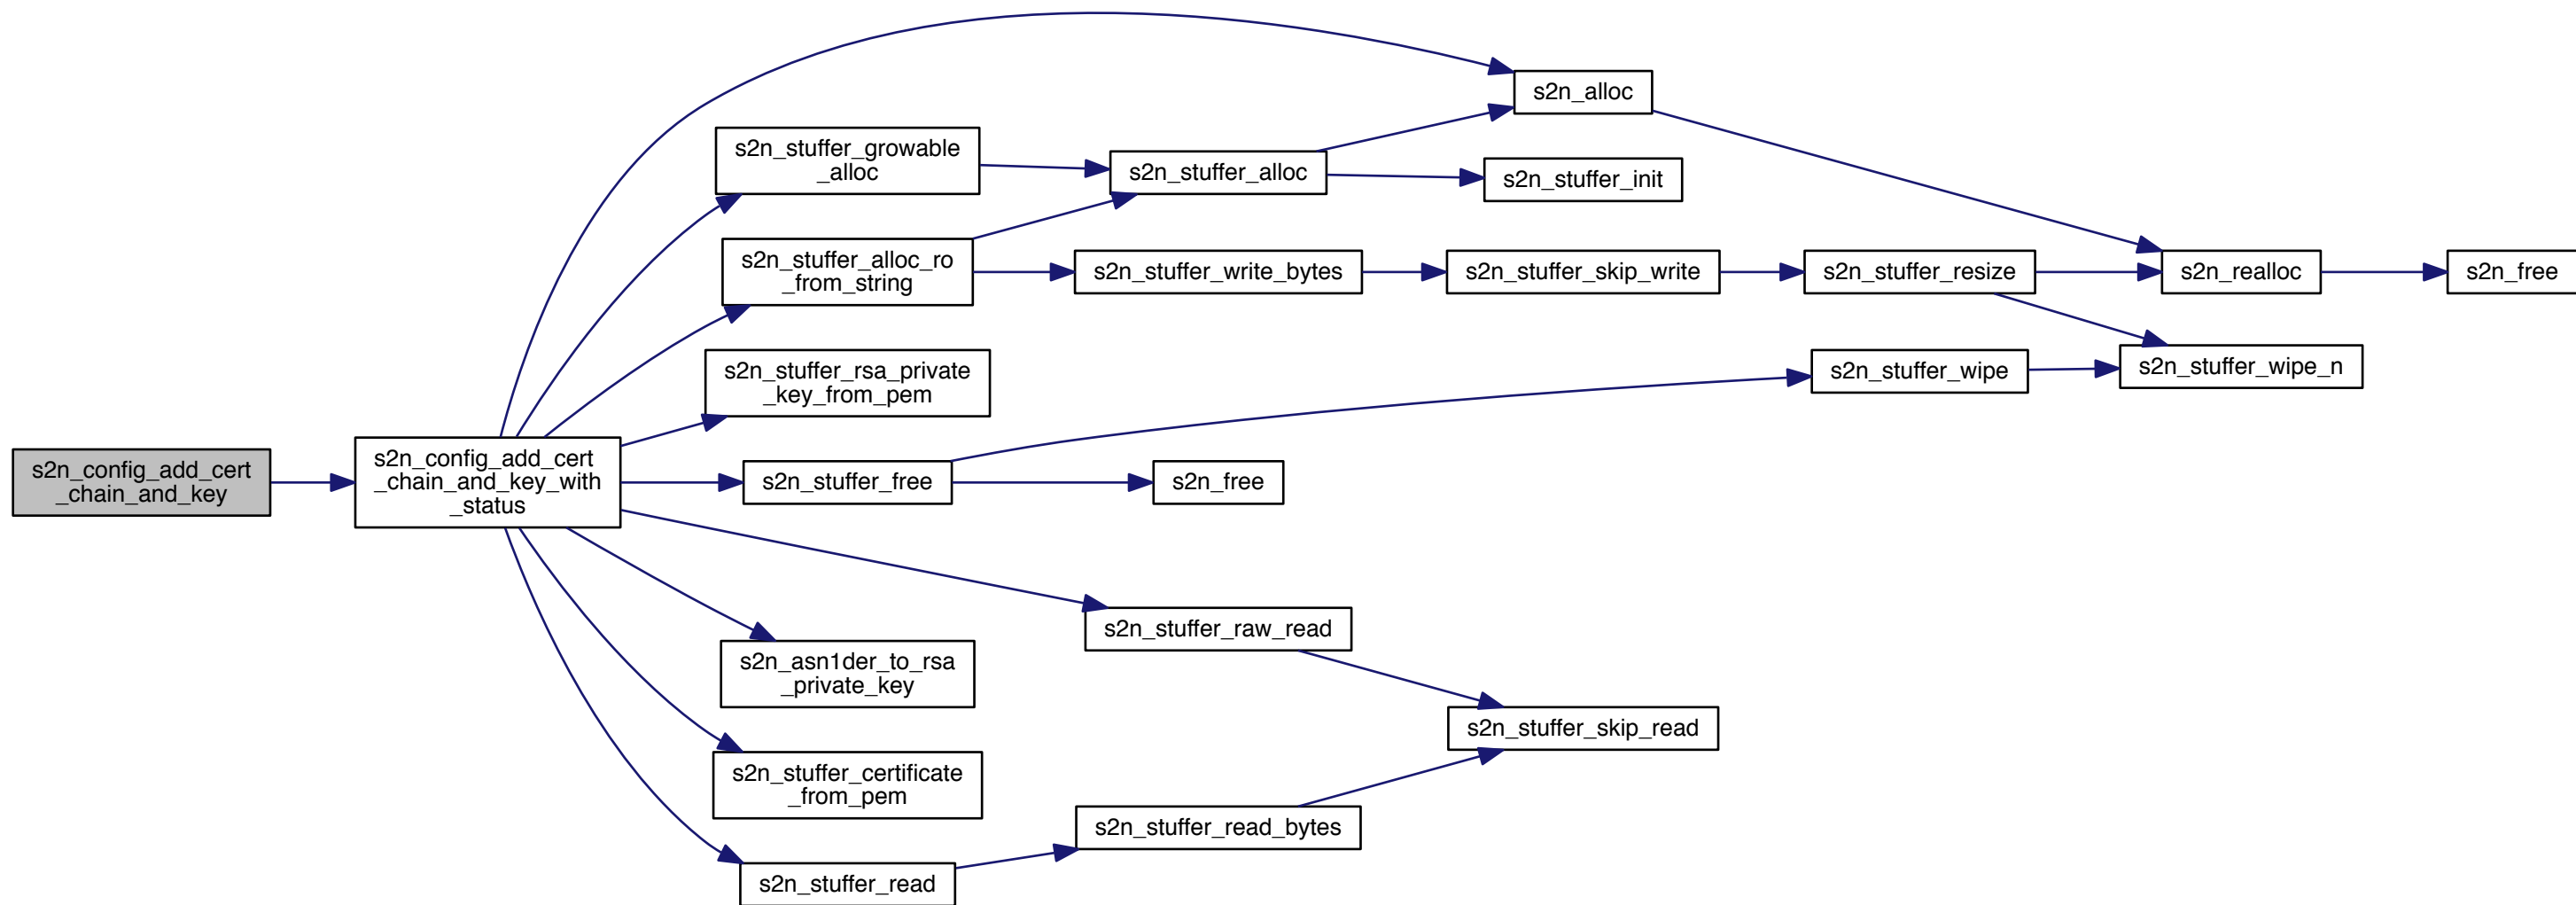 s2n_alloc
s2n_stuffer_growable
_alloc
s2n_stuffer_alloc
s2n_stuffer_init
s2n_stuffer_alloc_ro
_from_string
s2n_stuffer_write_bytes
s2n_stuffer_skip_write
s2n_stuffer_resize
s2n_realloc
s2n_free
s2n_stuffer_rsa_private
_key_from_pem
s2n_stuffer_wipe
s2n_stuffer_wipe_n
s2n_config_add_cert
_chain_and_key
s2n_config_add_cert
_chain_and_key_with
_status
s2n_stuffer_free
s2n_free
s2n_stuffer_raw_read
s2n_asn1der_to_rsa
_private_key
s2n_stuffer_skip_read
s2n_stuffer_certificate
_from_pem
s2n_stuffer_read_bytes
s2n_stuffer_read